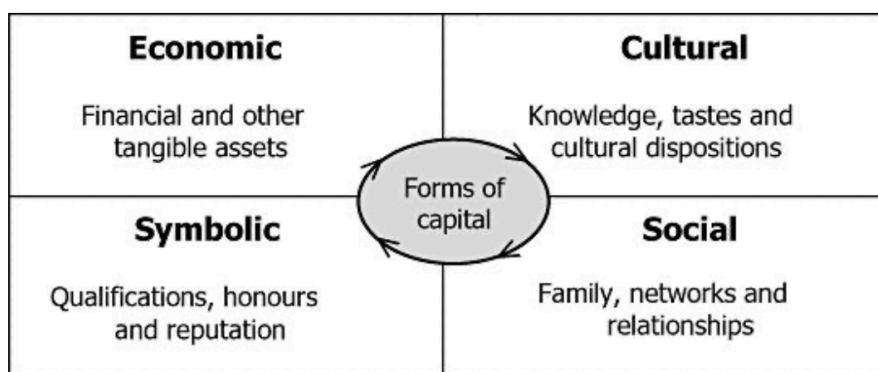 Economic
Financial and other
tangible assets
Cultural
Knowledge, tastes and
cultural dispositions
Forms of
capital
Symbolic
Qualifications, honours
and reputation
Social
Family, networks and
relationships